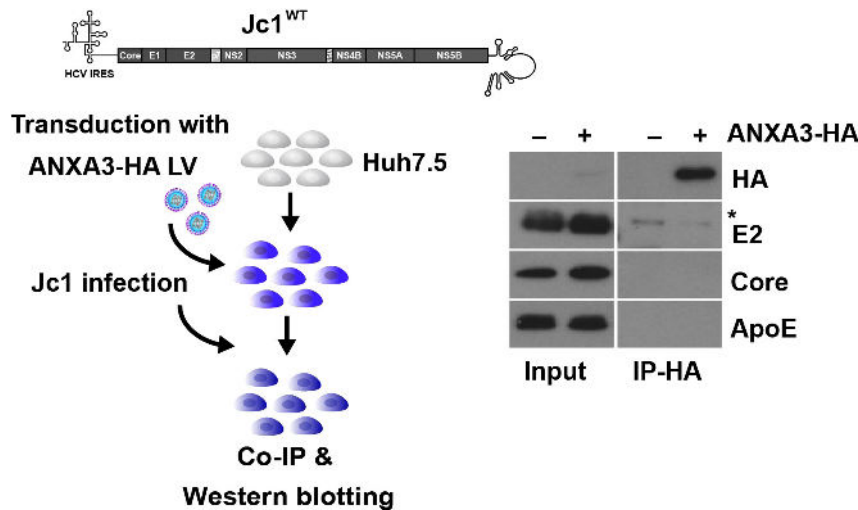 Jc1WT
Core E1 E2 NS2 NS3 NS4B NS5A NS5B
HCV IRES
Transduction with
ANXA3-HA LV
Huh7.5
Jc1 infection
Co-IP &
Western blotting
– + – + ANXA3-HA
HA
*
E2
Core
ApoE
Input IP-HA